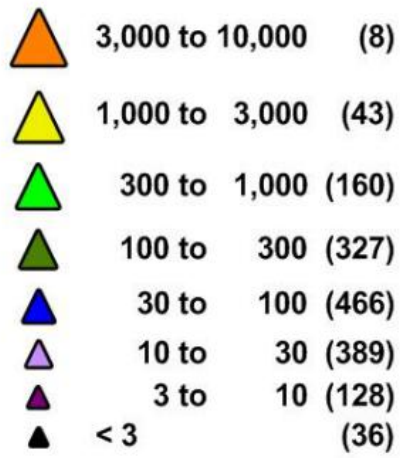 3,000 to 10,000 (8)
1,000 to 3,000 (43)
300 to 1,000 (160)
100 to 300 (327)
30 to 100 (466)
10 to 30 (389)
3 to 10 (128)
< 3 (36)